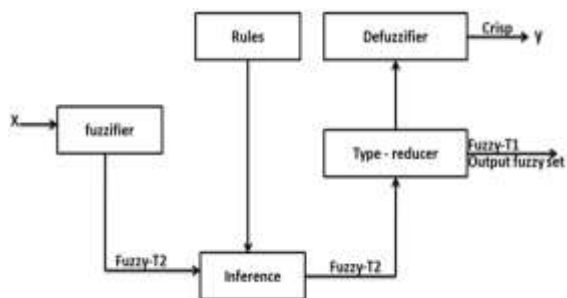 Rules
Defuzzifier
Crisp
y
X
fuzzifier
Type - reducer
Fuzzy-T1
Output fuzzy set
Fuzzy-T2
Inference
Fuzzy-T2